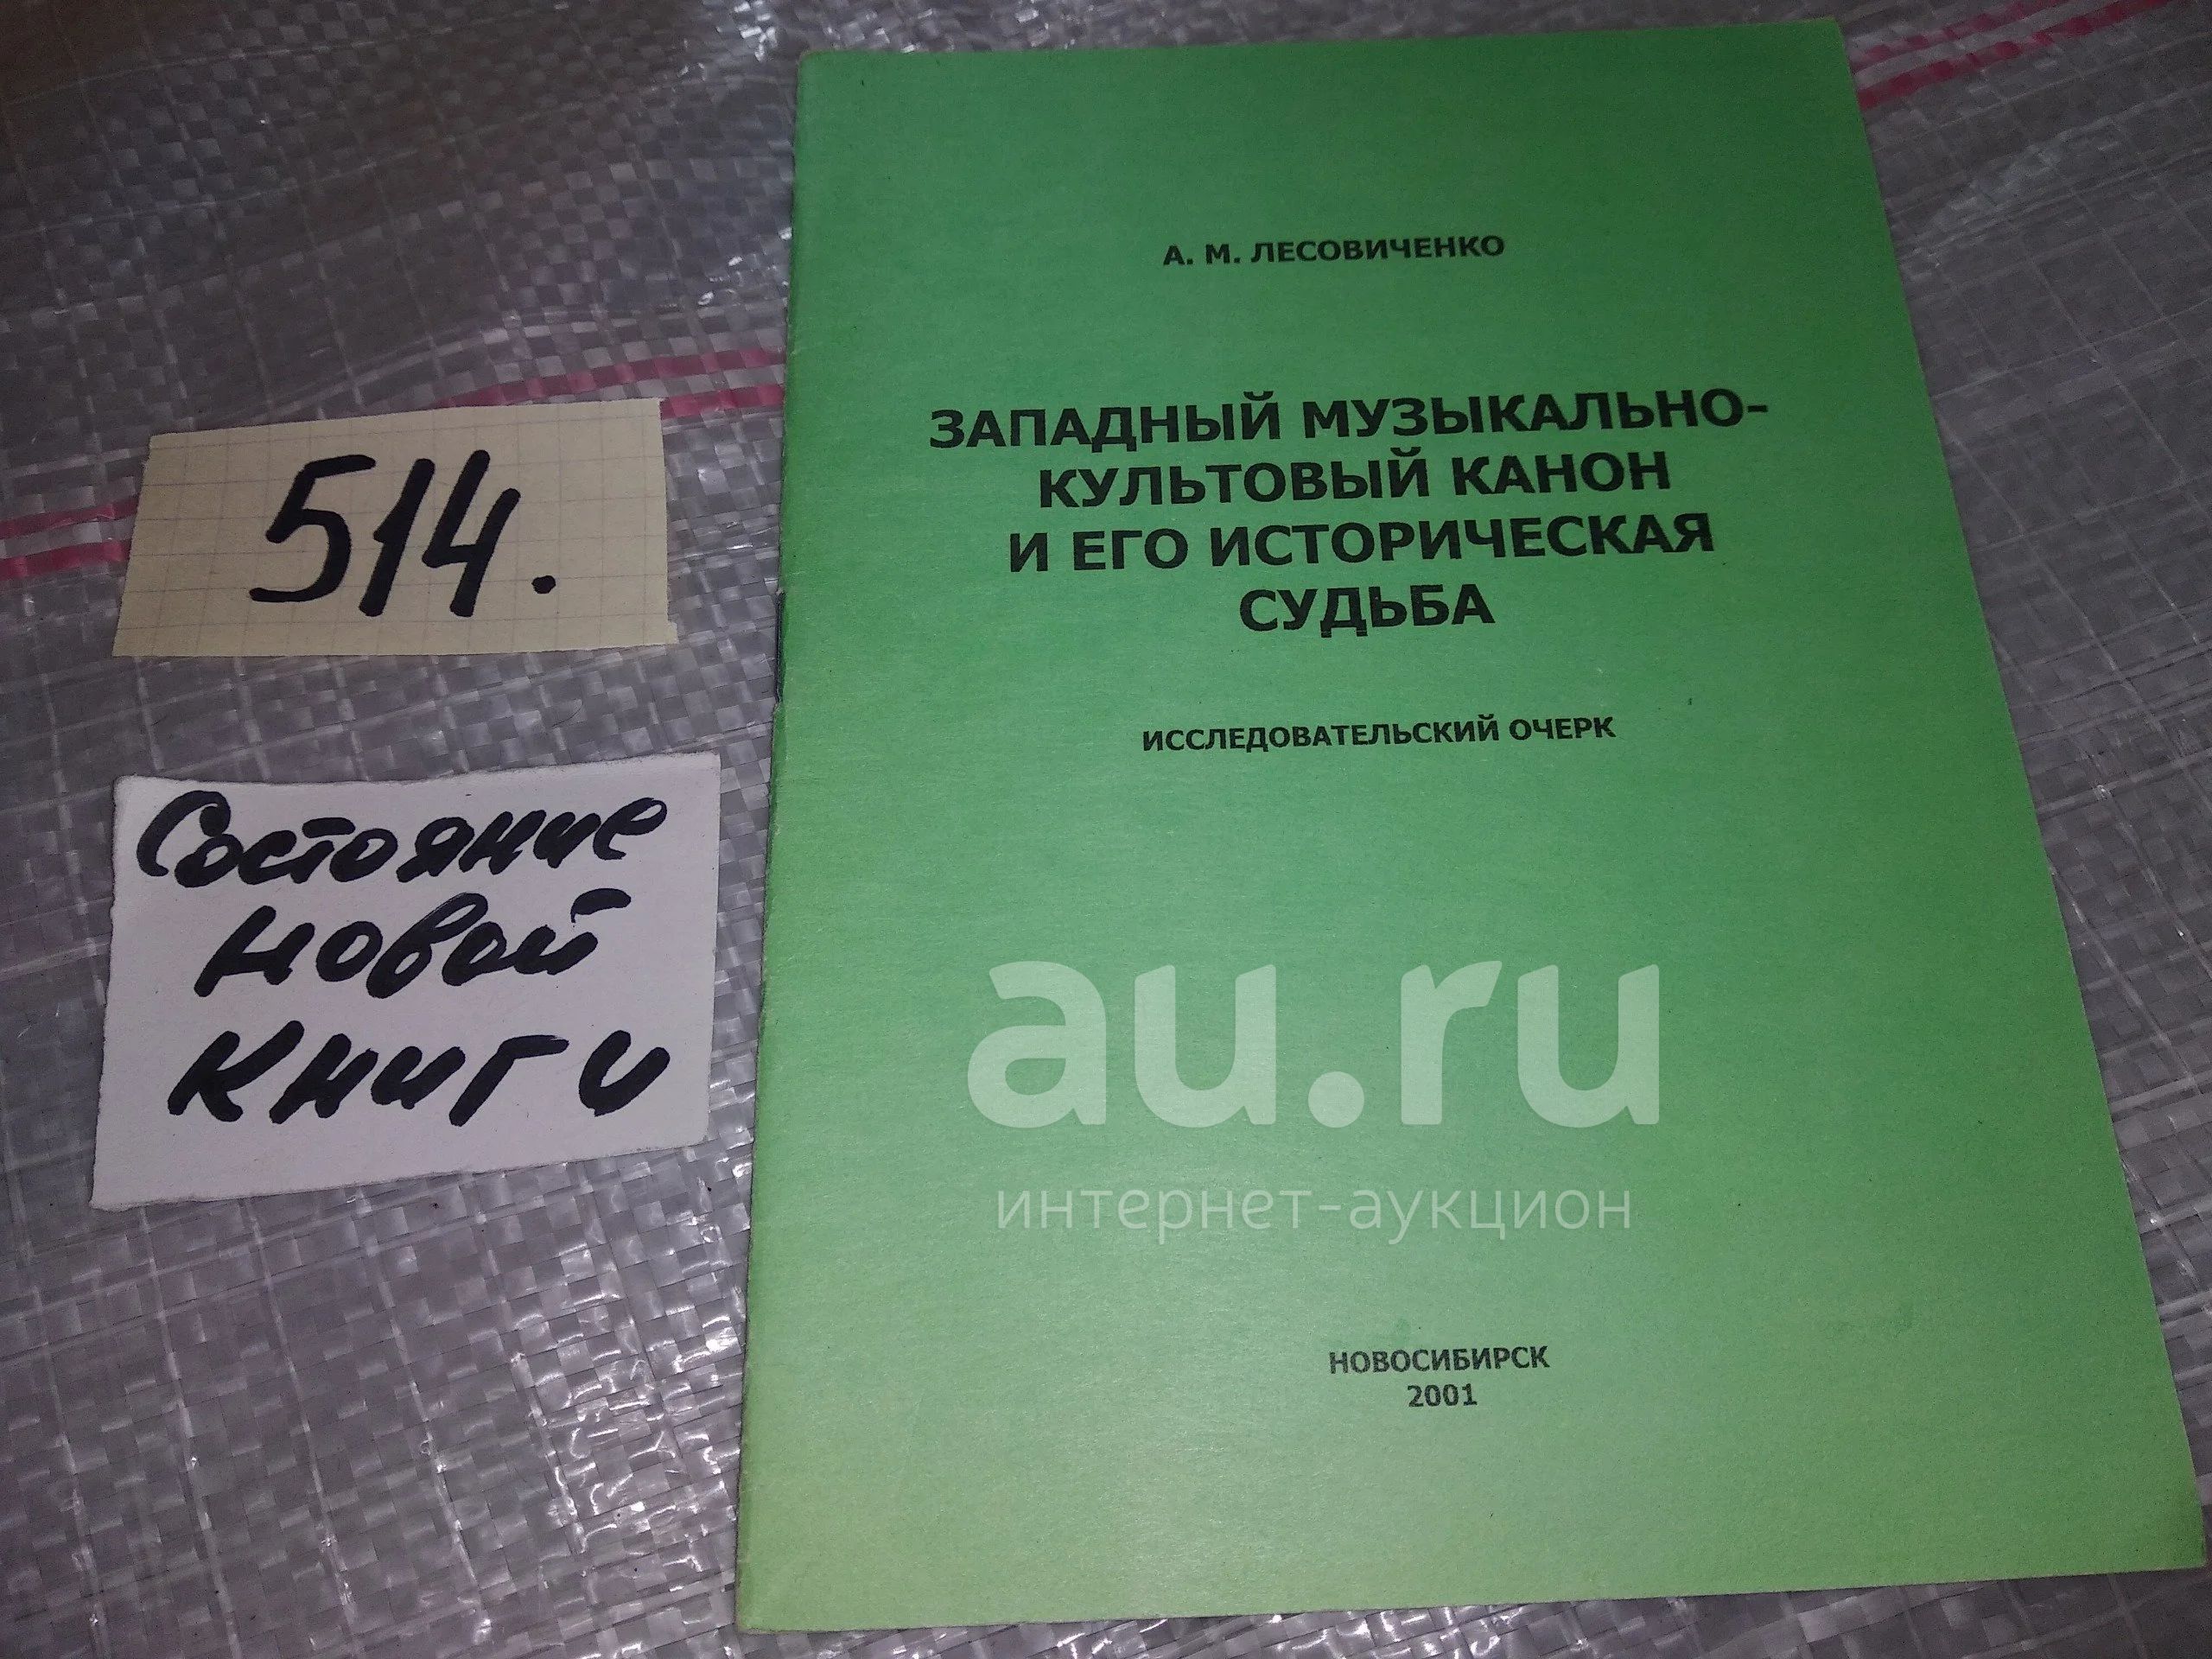 514.
Состояние
новой
книги
А. М. ЛЕСОВИЧЕНКО
ЗАПАДНЫЙ МУЗЫКАЛЬНО-
КУЛЬТОВЫЙ КАНОН
И ЕГО ИСТОРИЧЕСКАЯ
СУДЬБА
ИССЛЕДОВАТЕЛЬСКИЙ ОЧЕРК
au.ru
интернет-аукцион
НОВОСИБИРСК
2001